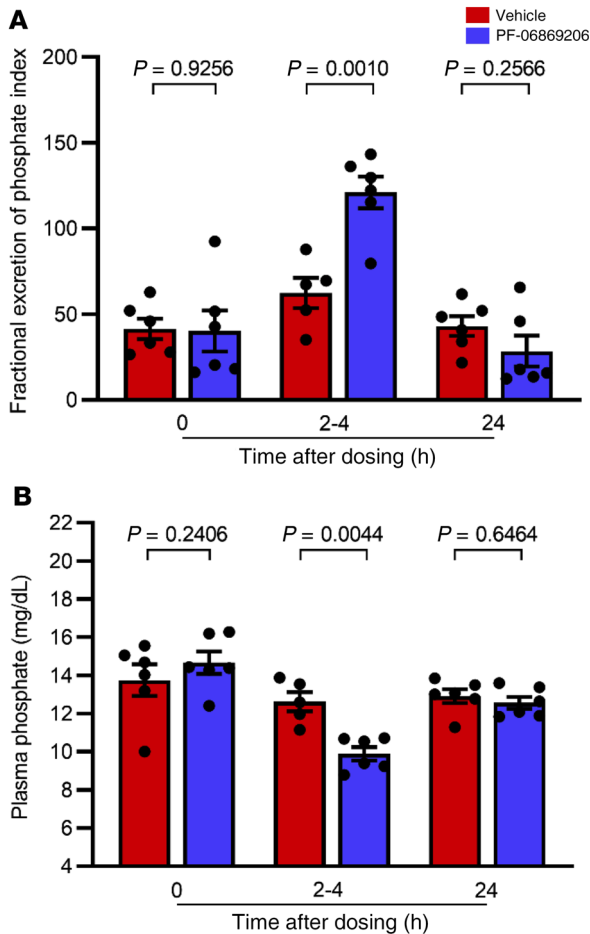 A
Vehicle
PF-06869206
Fractional excretion of phosphate index
200
150
100
50
0
P = 0.9256
P = 0.0010
P = 0.2566
0
2-4
24
Time after dosing (h)
B
Plasma phosphate (mg/dL)
22
20
18
16
14
12
10
8
6
4
P = 0.2406
P = 0.0044
P = 0.6464
0
2-4
24
Time after dosing (h)